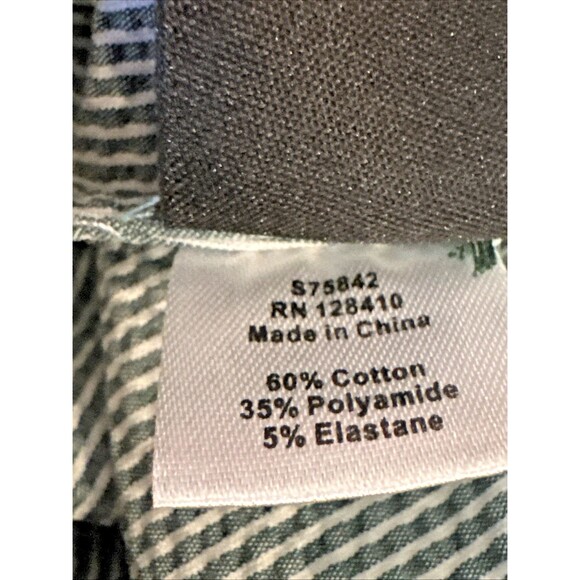 S75842
RN 128410
Made in China
60% Cotton
35% Polyamide
5% Elastane